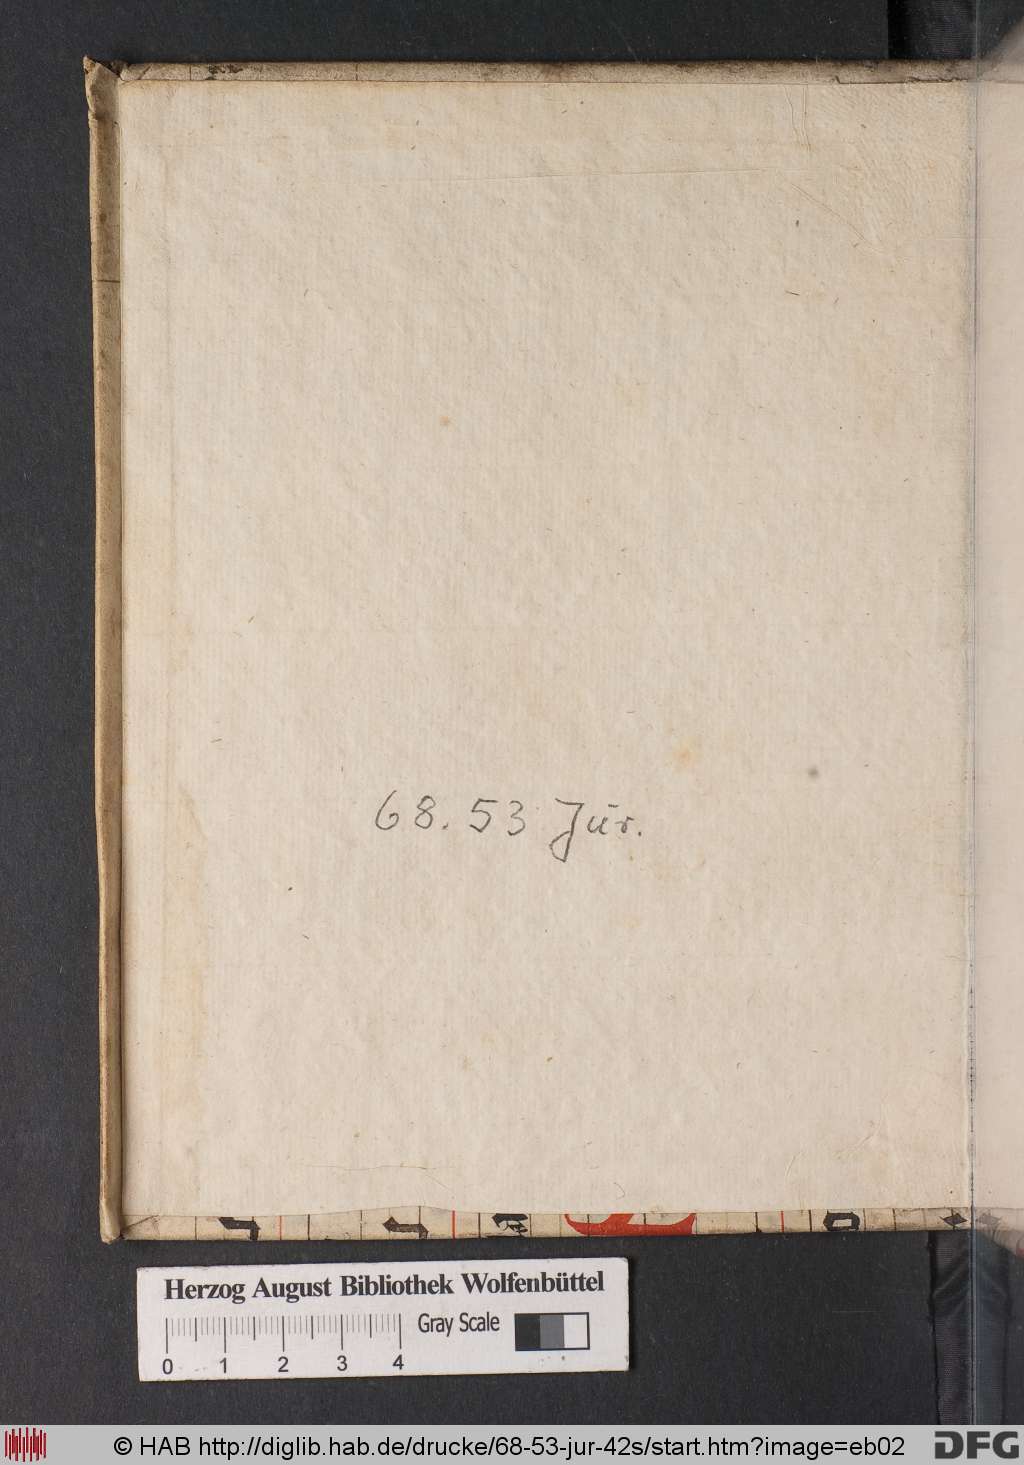 68. 53 Jur.
Herzog August Bibliothek Wolfenbüttel
Gray Scale
0 1 2 3 4
© HAB http://diglib.hab.de/drucke/68-53-jur-42s/start.htm?image=eb02
DFG